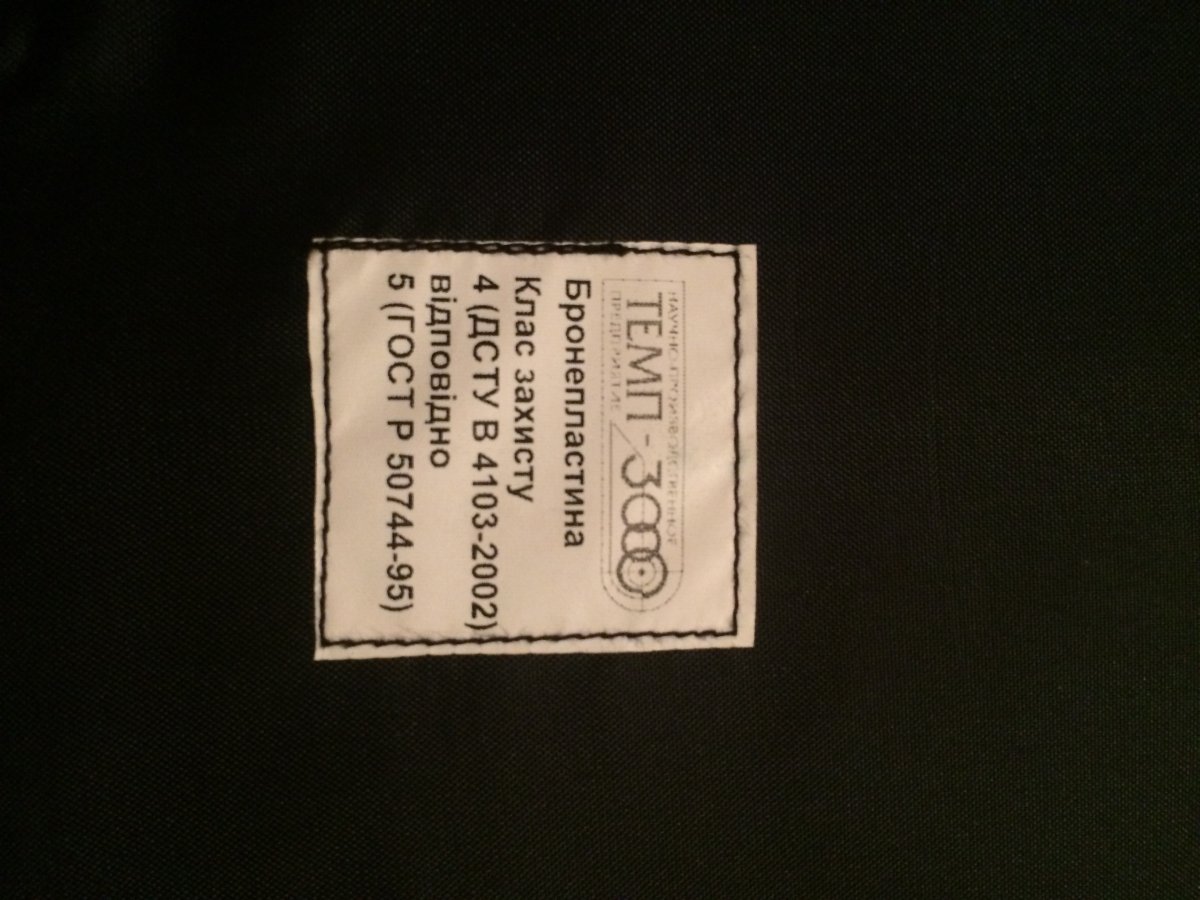 НАУЧНО-ПРОИЗВОДСТВЕННОЕ
ТЕМП-3000
ПРЕДПРИЯТИЕ
Бронепластина
Клас захисту
4 (ДСТУ В 4103-2002)
відповідно
5 (ГОСТ Р 50744-95)